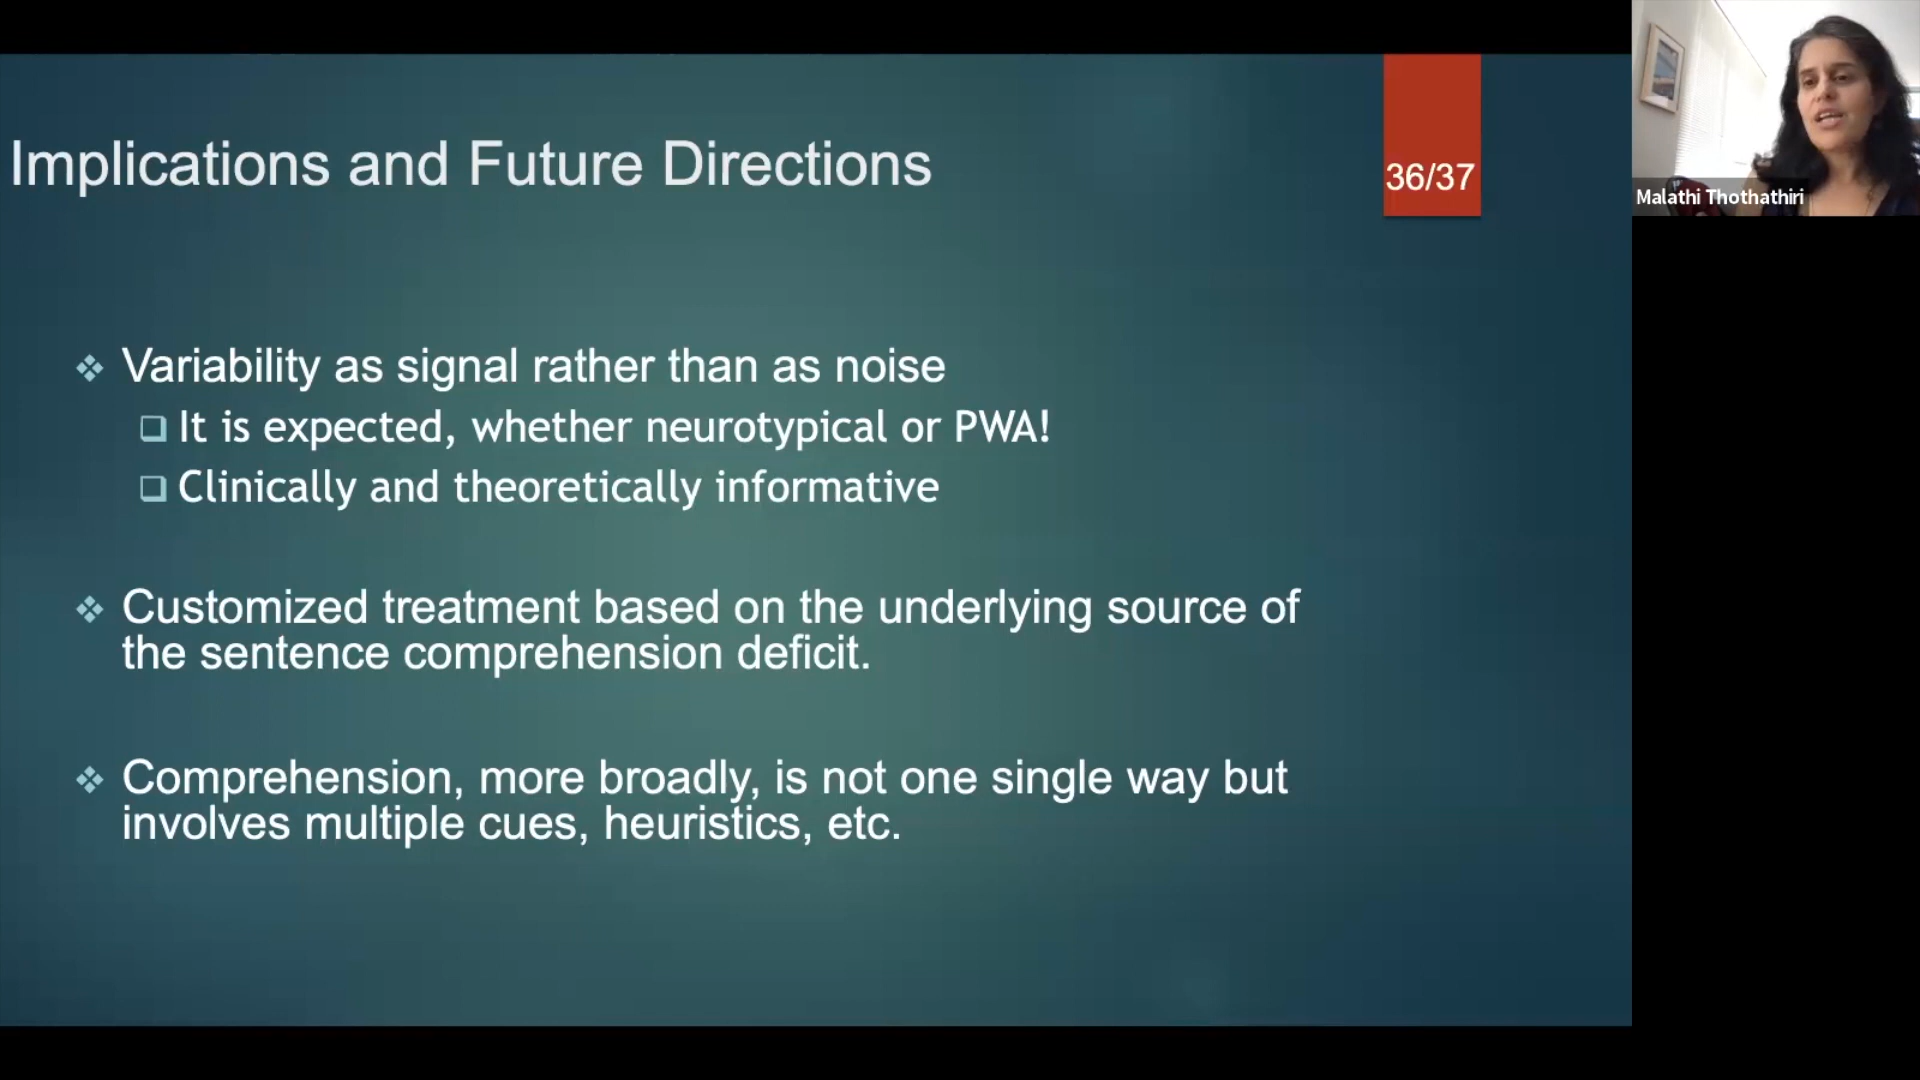 Implications and Future Directions
36/37
Malathi Thothathiri
Variability as signal rather than as noise
It is expected, whether neurotypical or PWA!
Clinically and theoretically informative
Customized treatment based on the underlying source of
the sentence comprehension deficit.
Comprehension, more broadly, is not one single way but
involves multiple cues, heuristics, etc.